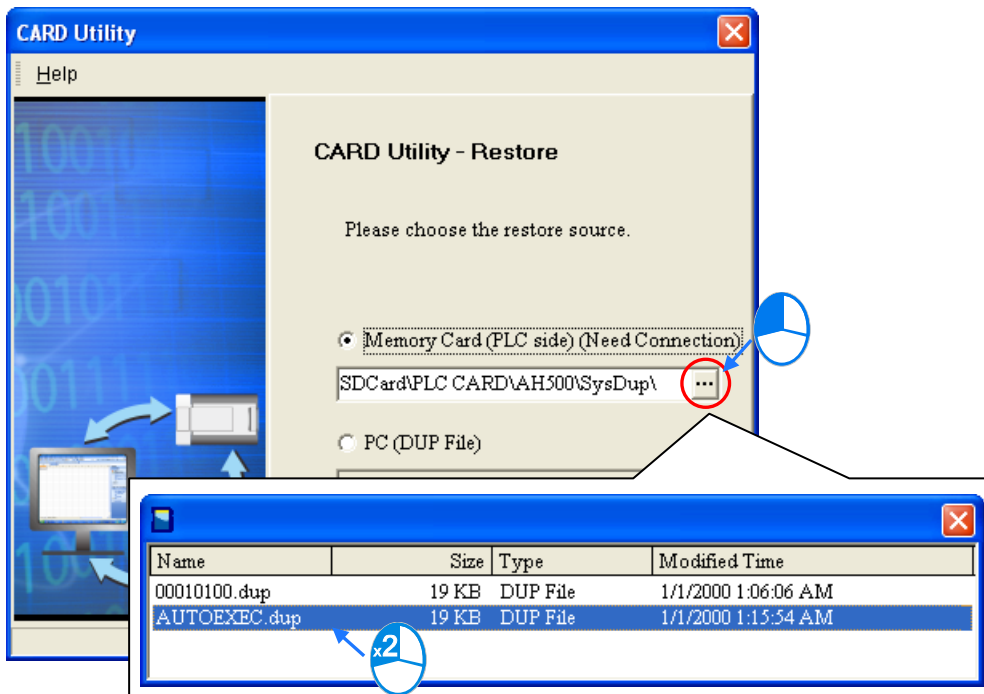 CARD Utility
Help
CARD Utility - Restore
Please choose the restore source.
Memory Card (PLC side) (Need Connection)
SDCard\PLC CARD\AH500\SysDup\ ...
PC (DUP File)
Name Size Type Modified Time
00010100.dup 19 KB DUP File 1/1/2000 1:06:06 AM
AUTOEXEC.dup 19 KB DUP File 1/1/2000 1:15:54 AM
x2